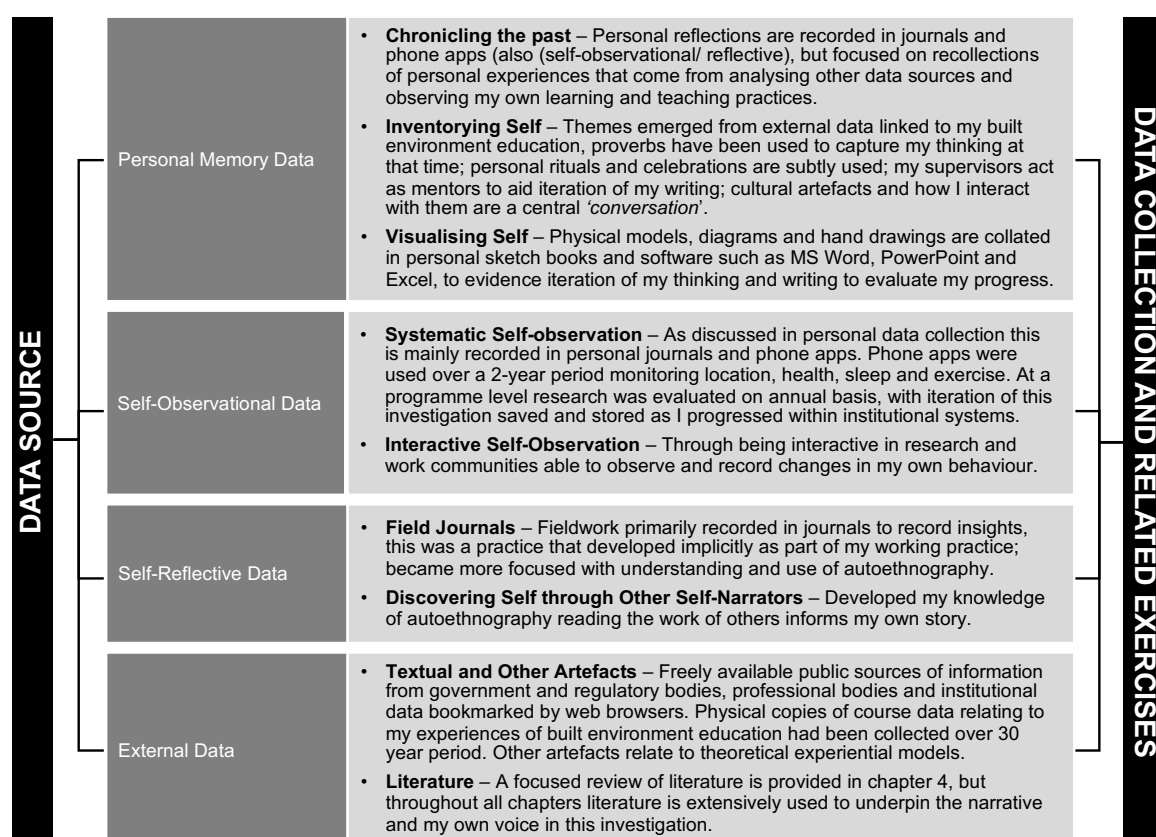 DATA SOURCE
Personal Memory Data
• Chronicling the past – Personal reflections are recorded in journals and
phone apps (also (self-observational/ reflective), but focused on recollections
of personal experiences that come from analysing other data sources and
observing my own learning and teaching practices.
• Inventorying Self – Themes emerged from external data linked to my built
environment education, proverbs have been used to capture my thinking at
that time; personal rituals and celebrations are subtly used; my supervisors act
as mentors to aid iteration of my writing; cultural artefacts and how I interact
with them are a central ‘conversation’.
• Visualising Self – Physical models, diagrams and hand drawings are collated
in personal sketch books and software such as MS Word, PowerPoint and
Excel, to evidence iteration of my thinking and writing to evaluate my progress.
Self-Observational Data
• Systematic Self-observation – As discussed in personal data collection this
is mainly recorded in personal journals and phone apps. Phone apps were
used over a 2-year period monitoring location, health, sleep and exercise. At a
programme level research was evaluated on annual basis, with iteration of this
investigation saved and stored as I progressed within institutional systems.
• Interactive Self-Observation – Through being interactive in research and
work communities able to observe and record changes in my own behaviour.
Self-Reflective Data
• Field Journals – Fieldwork primarily recorded in journals to record insights,
this was a practice that developed implicitly as part of my working practice;
became more focused with understanding and use of autoethnography.
• Discovering Self through Other Self-Narrators – Developed my knowledge
of autoethnography reading the work of others informs my own story.
External Data
• Textual and Other Artefacts – Freely available public sources of information
from government and regulatory bodies, professional bodies and institutional
data bookmarked by web browsers. Physical copies of course data relating to
my experiences of built environment education had been collected over 30
year period. Other artefacts relate to theoretical experiential models.
• Literature – A focused review of literature is provided in chapter 4, but
throughout all chapters literature is extensively used to underpin the narrative
and my own voice in this investigation.
DATA COLLECTION AND RELATED EXERCISES